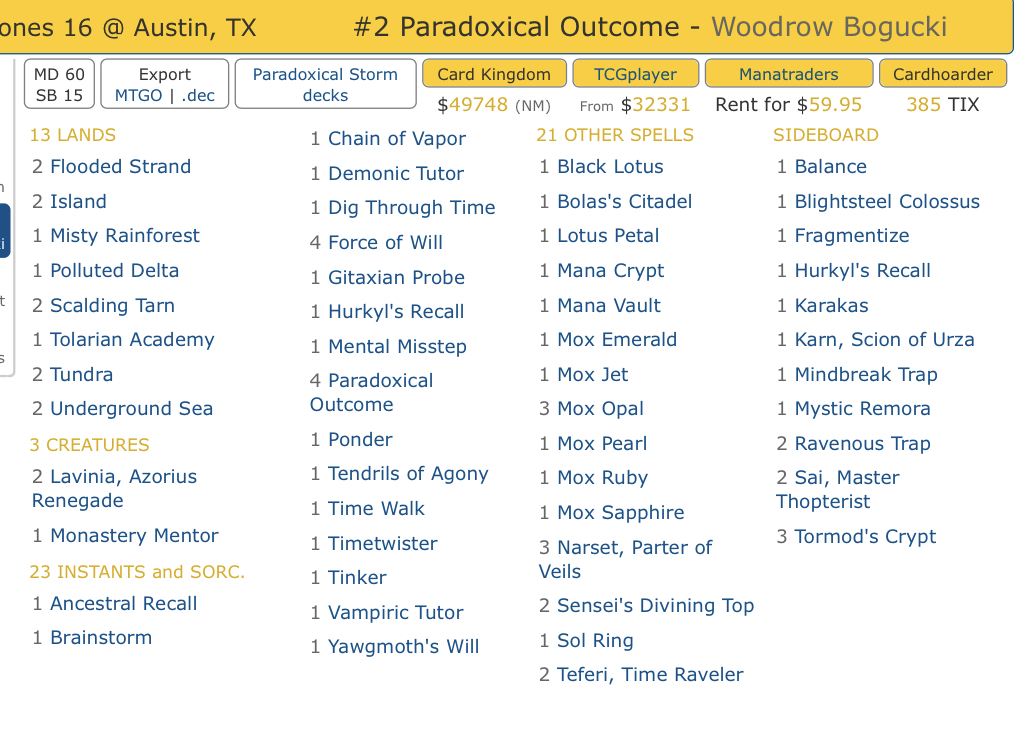 ones 16 @ Austin, TX
#2 Paradoxical Outcome - Woodrow Bogucki
MD 60
SB 15
Export
MTGO | .dec
Paradoxical Storm
decks
Card Kingdom
$49748 (NM)
TCGplayer
From $32331
Manatraders
Rent for $59.95
Cardhoarder
385 TIX
13 LANDS
2 Flooded Strand
2 Island
1 Misty Rainforest
1 Polluted Delta
2 Scalding Tarn
1 Tolarian Academy
2 Tundra
2 Underground Sea
3 CREATURES
2 Lavinia, Azorius
Renegade
1 Monastery Mentor
23 INSTANTS and SORC.
1 Ancestral Recall
1 Brainstorm
1 Chain of Vapor
1 Demonic Tutor
1 Dig Through Time
4 Force of Will
1 Gitaxian Probe
1 Hurkyl's Recall
1 Mental Misstep
4 Paradoxical
Outcome
1 Ponder
1 Tendrils of Agony
1 Time Walk
1 Timetwister
1 Tinker
1 Vampiric Tutor
1 Yawgmoth's Will
21 OTHER SPELLS
1 Black Lotus
1 Bolas's Citadel
1 Lotus Petal
1 Mana Crypt
1 Mana Vault
1 Mox Emerald
1 Mox Jet
3 Mox Opal
1 Mox Pearl
1 Mox Ruby
1 Mox Sapphire
3 Narset, Parter of
Veils
2 Sensei's Divining Top
1 Sol Ring
2 Teferi, Time Raveler
SIDEBOARD
1 Balance
1 Blightsteel Colossus
1 Fragmentize
1 Hurkyl's Recall
1 Karakas
1 Karn, Scion of Urza
1 Mindbreak Trap
1 Mystic Remora
2 Ravenous Trap
2 Sai, Master
Thopterist
3 Tormod's Crypt